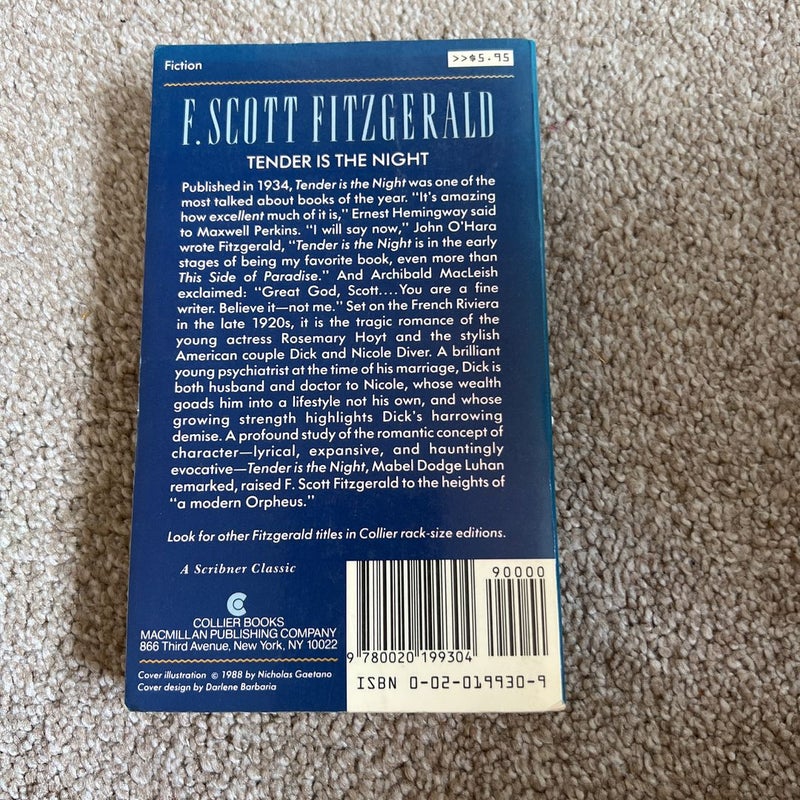 Fiction
>>$5.95
F. SCOTT FITZGERALD
TENDER IS THE NIGHT
Published in 1934, Tender is the Night was one of the
most talked about books of the year. “It's amazing
how excellent much of it is,” Ernest Hemingway said
to Maxwell Perkins. “I will say now,” John O'Hara
wrote Fitzgerald, “Tender is the Night is in the early
stages of being my favorite book, even more than
This Side of Paradise.” And Archibald MacLeish
exclaimed: “Great God, Scott....You are a fine
writer. Believe it—not me.” Set on the French Riviera
in the late 1920s, it is the tragic romance of the
young actress Rosemary Hoyt and the stylish
American couple Dick and Nicole Diver. A brilliant
young psychiatrist at the time of his marriage, Dick is
both husband and doctor to Nicole, whose wealth
goads him into a lifestyle not his own, and whose
growing strength highlights Dick's harrowing
demise. A profound study of the romantic concept of
character—lyrical, expansive, and hauntingly
evocative—Tender is the Night, Mabel Dodge Luhan
remarked, raised F. Scott Fitzgerald to the heights of
“a modern Orpheus.”
Look for other Fitzgerald titles in Collier rack-size editions.
A Scribner Classic
COLLIER BOOKS
MACMILLAN PUBLISHING COMPANY
866 Third Avenue, New York, NY 10022
Cover illustration © 1988 by Nicholas Gaetano
Cover design by Darlene Barbaria
90000
9 780020 199304
ISBN 0-02-019930-9